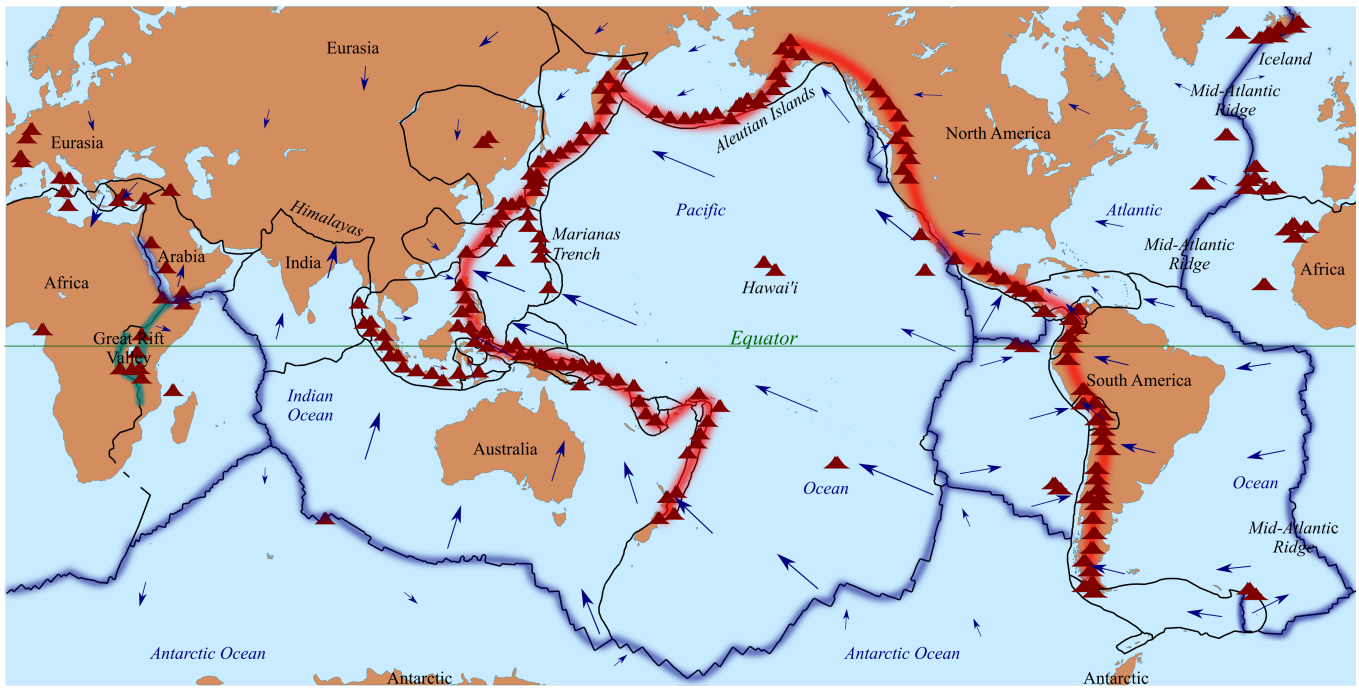 Eurasia
Iceland
Mid-Atlantic
Ridge
Aleutian Islands
North America
Eurasia
Himalayas
Pacific
Atlantic
Marianas
Trench
Mid-Atlantic
Ridge
Arabia
India
Africa
Hawai'i
Africa
Great Rift
Valley
Equator
South America
Indian
Ocean
Australia
Ocean
Ocean
Mid-Atlantic
Ridge
Antarctic Ocean
Antarctic Ocean
Antarctic
Antarctic